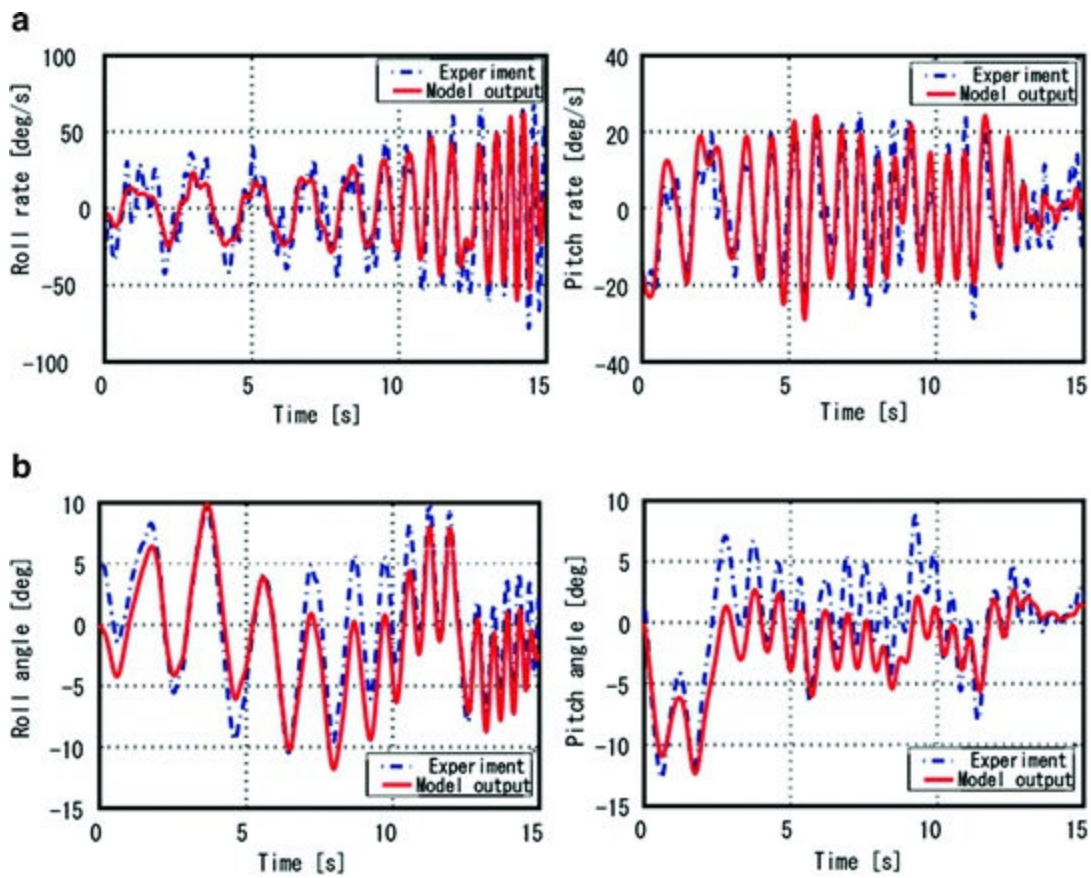 a
100
50
0
-50
-100
Roll rate [deg/s]
Experiment
Model output
0 5 10 15
Time [s]
40
20
0
-20
-40
Pitch rate [deg/s]
Experiment
Model output
0 5 10 15
Time [s]
b
10
5
0
-5
-10
-15
Roll angle [deg]
Experiment
Model output
0 5 10 15
Time [s]
10
5
0
-5
-10
-15
Pitch angle [deg]
Experiment
Model output
0 5 10 15
Time [s]